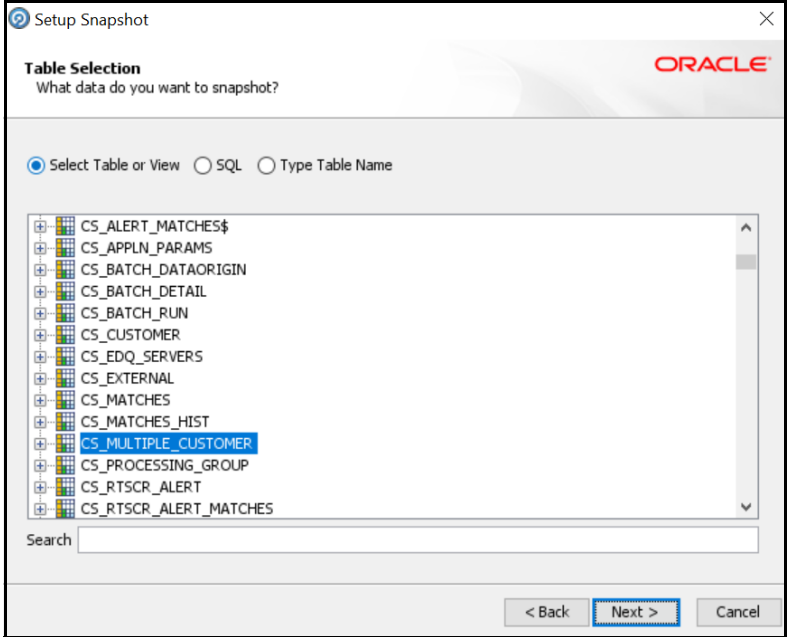 Setup Snapshot
ORACLE
Table Selection
What data do you want to snapshot?
Select Table or View SQL Type Table Name
CS_ALERT_MATCHES$
CS_APPLN_PARAMS
CS_BATCH_DATAORIGIN
CS_BATCH_DETAIL
CS_BATCH_RUN
CS_CUSTOMER
CS_EDQ_SERVERS
CS_EXTERNAL
CS_MATCHES
CS_MATCHES_HIST
CS_MULTIPLE_CUSTOMER
CS_PROCESSING_GROUP
CS_RTSCR_ALERT
CS_RTSCR_ALERT_MATCHES
Search
< Back Next > Cancel